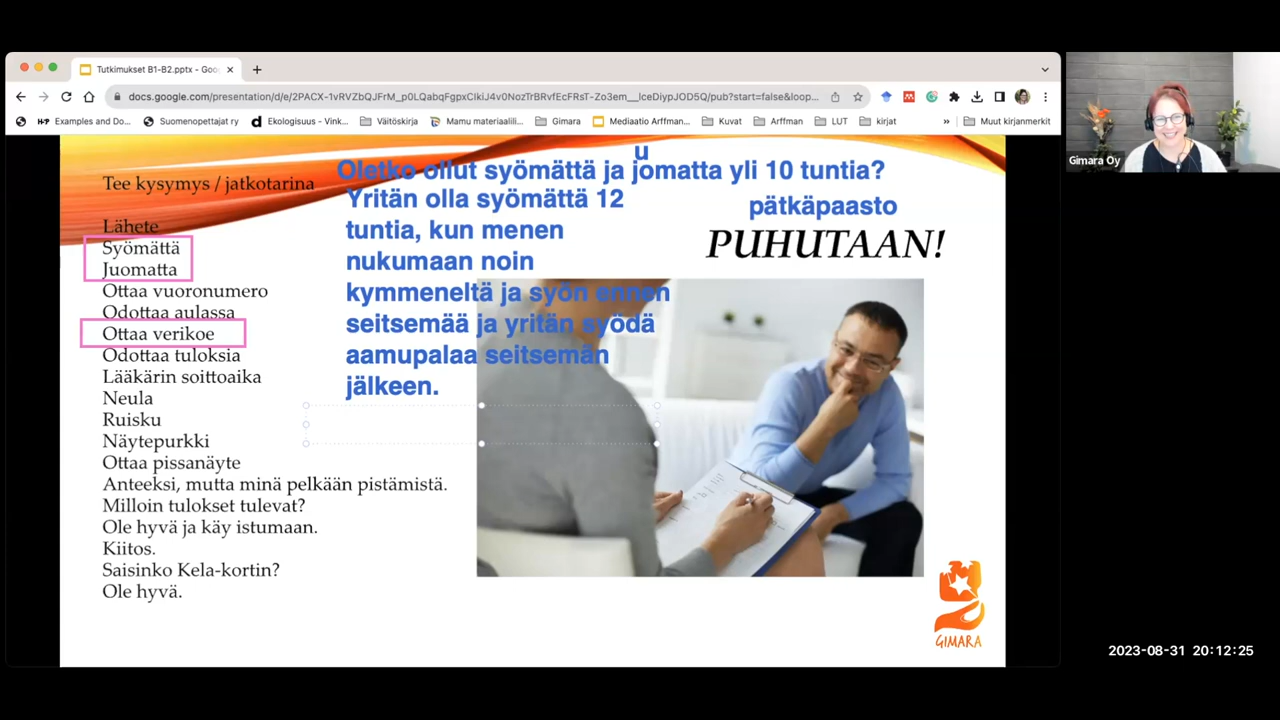 Tutkimukset B1-B2.pptx - Goo
docs.google.com/presentation/d/e/2PACX-1vRVZbQJFrM_p0LQabqFgpxCIkiJ4v0NozTrBRvfEcFRsT-Zo3em__lceDiypJOD5Q/pub?start=false&loop...
Examples and Do...
Suomenopettajat ry
Ekologisuus - Vink...
Väitöskirja
Mamu materiaalili...
Gimara
Mediaatio Arffman...
Kuvat
Arffman
LUT
kirjat
»
Muut kirjanmerkit
Gimara Oy
Tee kysymys / jatkotarina
u
Oletko ollut syömättä ja jomatta yli 10 tuntia?
Yritän olla syömättä 12
tuntia, kun menen
nukumaan noin
kymmeneltä ja syön ennen
seitsemää ja yritän syödä
aamupalaa seitsemän
jälkeen.
pätkäpaasto
PUHUTAAN!
Lähete
Syömättä
Juomatta
Ottaa vuoronumero
Odottaa aulassa
Ottaa verikoe
Odottaa tuloksia
Lääkärin soittoaika
Neula
Ruisku
Näytepurkki
Ottaa pissanäyte
Anteeksi, mutta minä pelkään pistämistä.
Milloin tulokset tulevat?
Ole hyvä ja käy istumaan.
Kiitos.
Saisinko Kela-kortin?
Ole hyvä.
GIMARA
2023-08-31 20:12:25